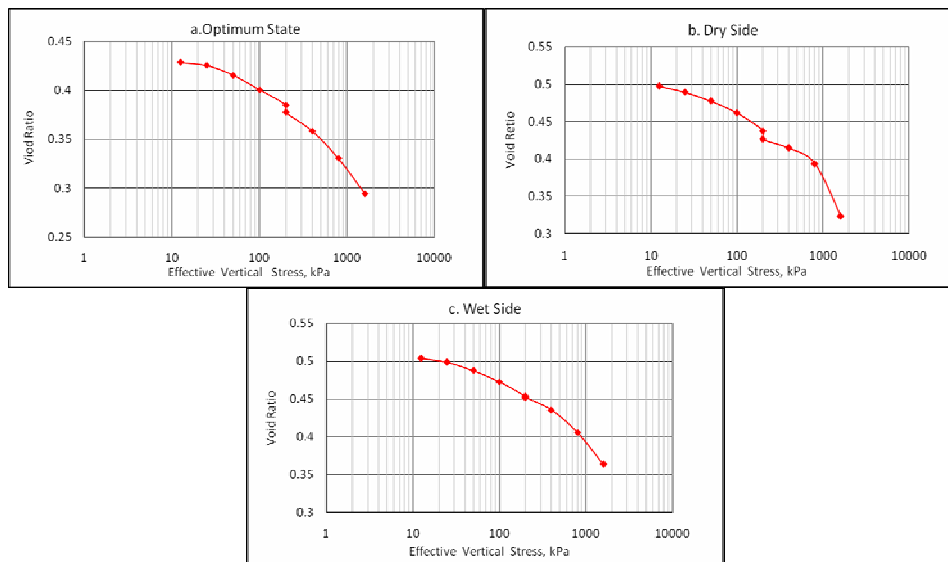 a.Optimum State
0.45
0.4
0.35
0.3
0.25
Viod Ratio
1 10 100 1000 10000
Effective Vertical Stress, kPa
b. Dry Side
0.55
0.5
0.45
0.4
0.35
0.3
Void Retio
1 10 100 1000 10000
Effective Vertical Stress, kPa
c. Wet Side
0.55
0.5
0.45
0.4
0.35
0.3
Void Ratio
1 10 100 1000 10000
Effective Vertical Stress, kPa